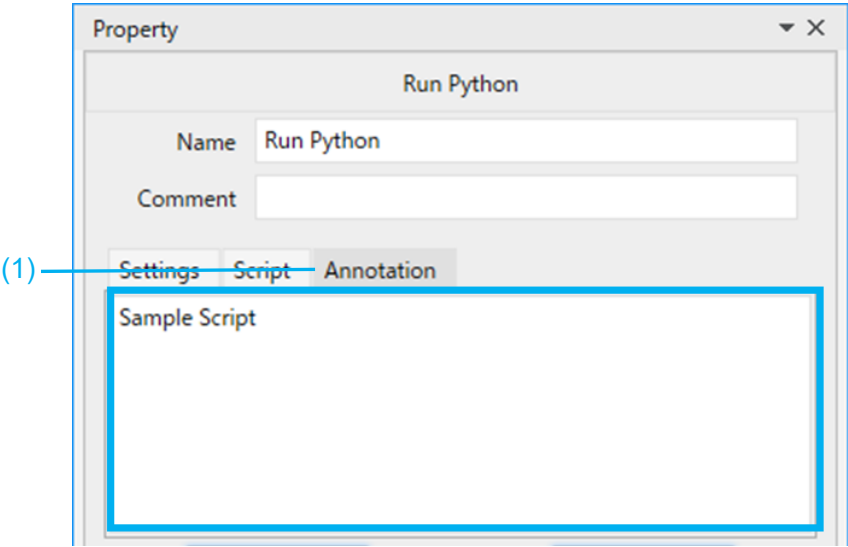 Property
Run Python
Name Run Python
Comment
(1) Settings Script Annotation
Sample Script